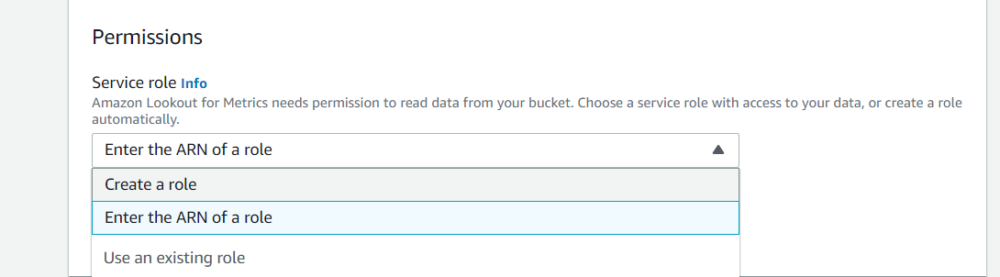 Permissions
Service role Info
Amazon Lookout for Metrics needs permission to read data from your bucket. Choose a service role with access to your data, or create a role
automatically.
Enter the ARN of a role
Create a role
Enter the ARN of a role
Use an existing role